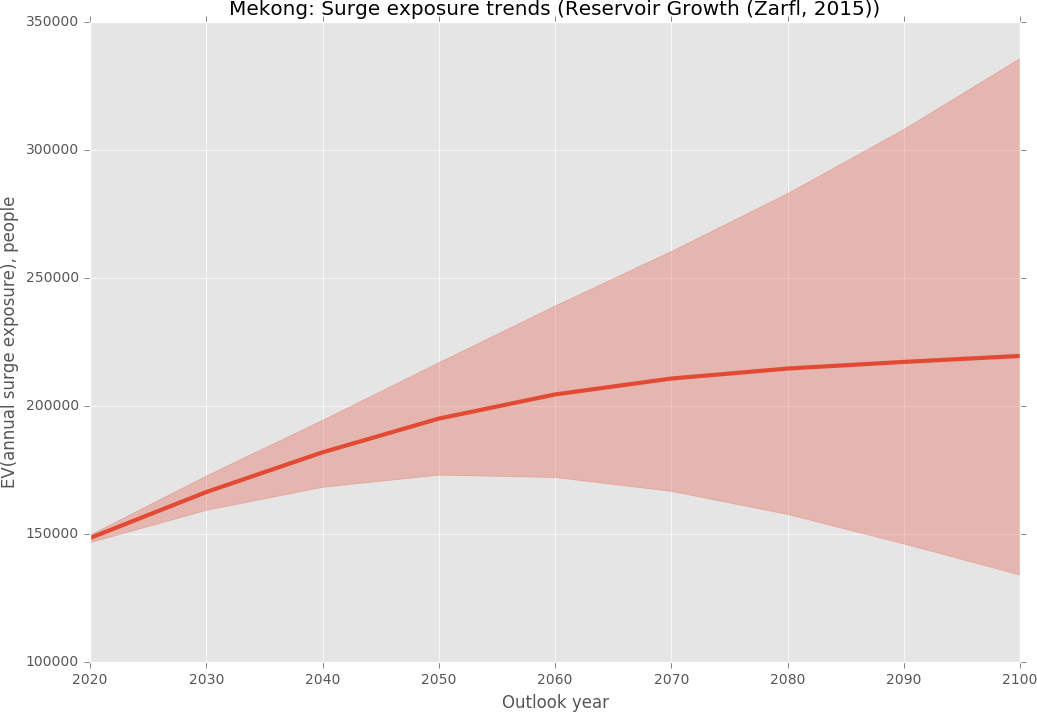 Mekong: Surge exposure trends (Reservoir Growth (Zarfl, 2015))
350000
300000
250000
200000
150000
100000
EV(annual surge exposure), people
2020 2030 2040 2050 2060 2070 2080 2090 2100
Outlook year